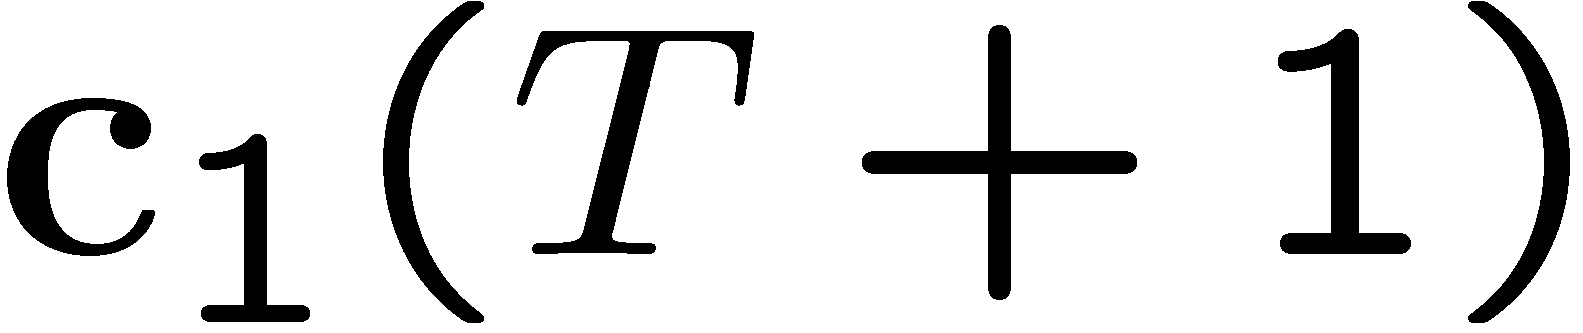 c₁(T + 1)